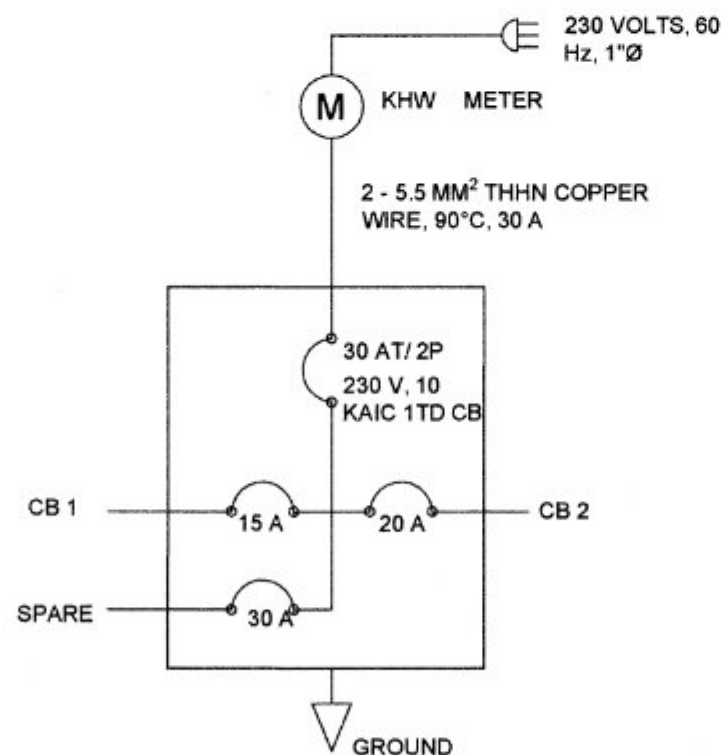 230 VOLTS, 60
Hz, 1"Ø
M
KHW METER
2 - 5.5 MM² THHN COPPER
WIRE, 90°C, 30 A
30 AT/ 2P
230 V, 10
KAIC 1TD CB
CB 1
15 A
20 A
CB 2
SPARE
30 A
GROUND